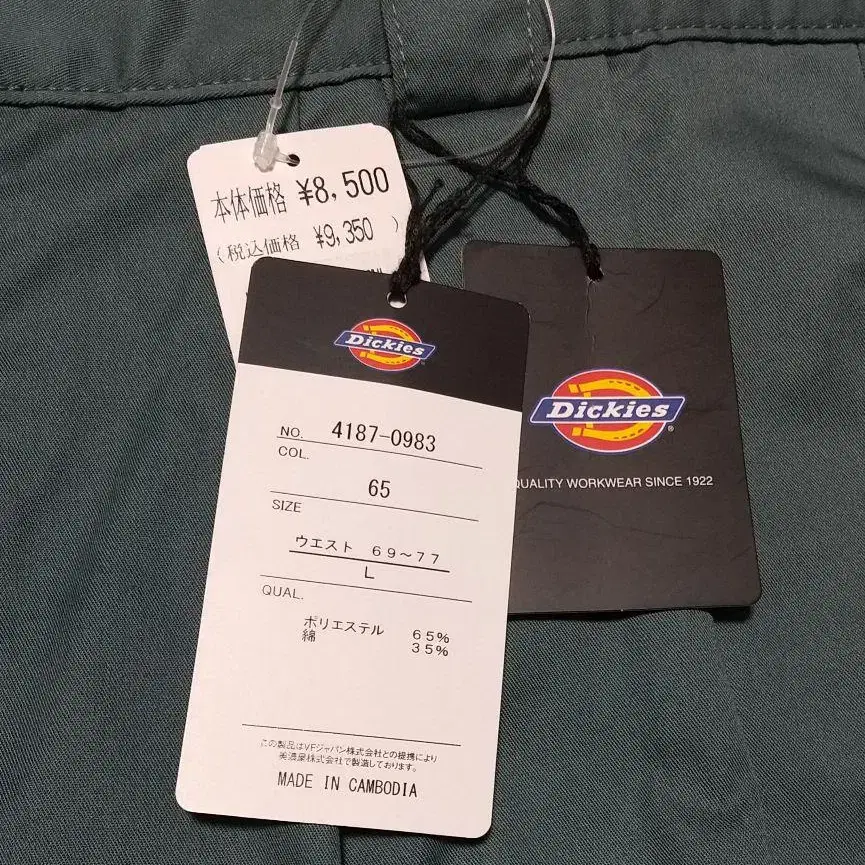 本体価格 ¥8,500
(税込価格 ¥9,350 )
Dickies
NO. 4187-0983
COL.
65
SIZE
ウエスト 69~77
L
QUAL.
ポリエステル 65%
綿 35%
この製品はVFジャパン株式会社との提携により
美濃屋株式会社で製造しております。
MADE IN CAMBODIA
Dickies
QUALITY WORKWEAR SINCE 1922